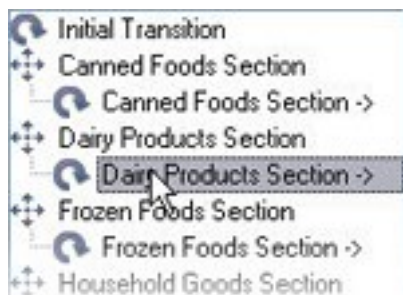 Initial Transition
Canned Foods Section
Canned Foods Section ->
Dairy Products Section
Dairy Products Section ->
Frozen Foods Section
Frozen Foods Section ->
Household Goods Section